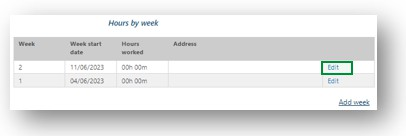 Hours by week
Week Week start date Hours worked Address
2 11/06/2023 00h 00m Edit
1 04/06/2023 00h 00m Edit
Add week